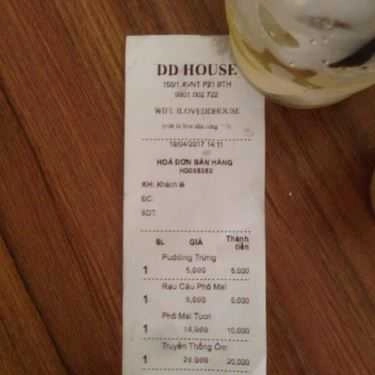 DD HOUSE
WIFI: ILOVEDDHOUSE
19/04/2017 14:11
HOÁ ĐƠN BÁN HÀNG
KH: Khách lẻ
ĐC:
SĐT:
SL GIÁ Thành tiền
Pudding Trứng
1 5,000 5,000
Rau Câu Phô Mai
1 5,000 5,000
Phô Mai Tươi
1 10,000 10,000
Truyền Thống
1 20,000 20,000